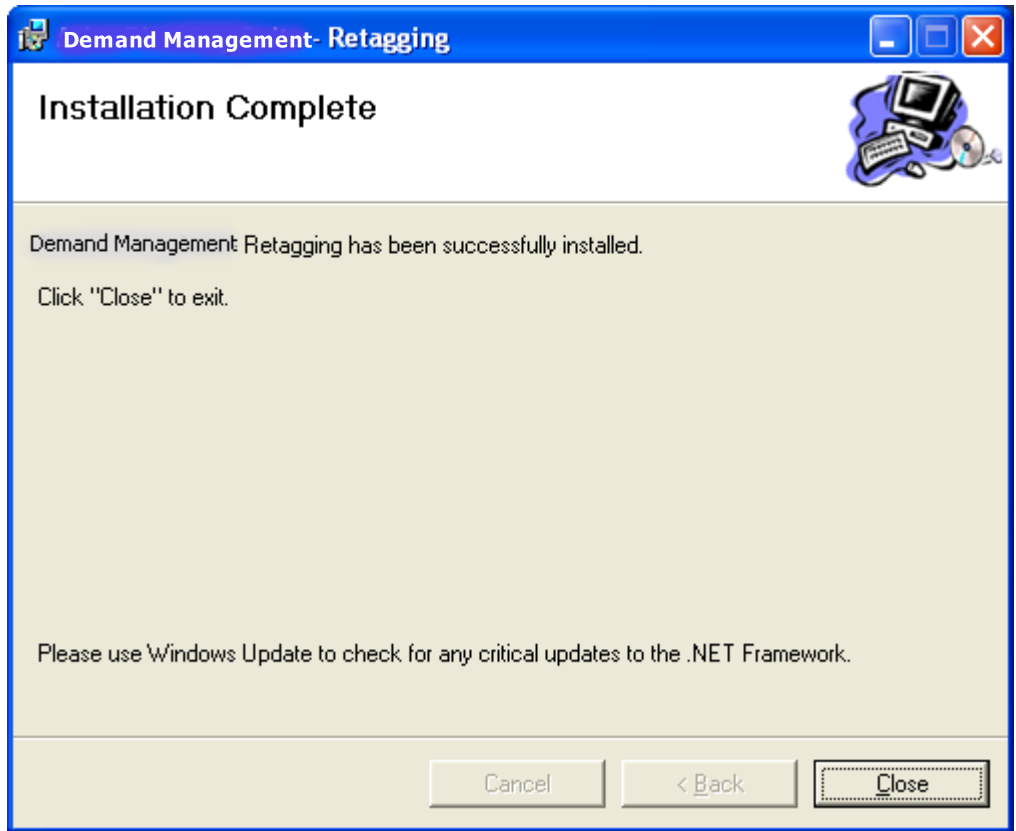 Demand Management- Retagging
Installation Complete
Demand Management Retagging has been successfully installed.
Click "Close" to exit.
Please use Windows Update to check for any critical updates to the .NET Framework.
Cancel < Back Close